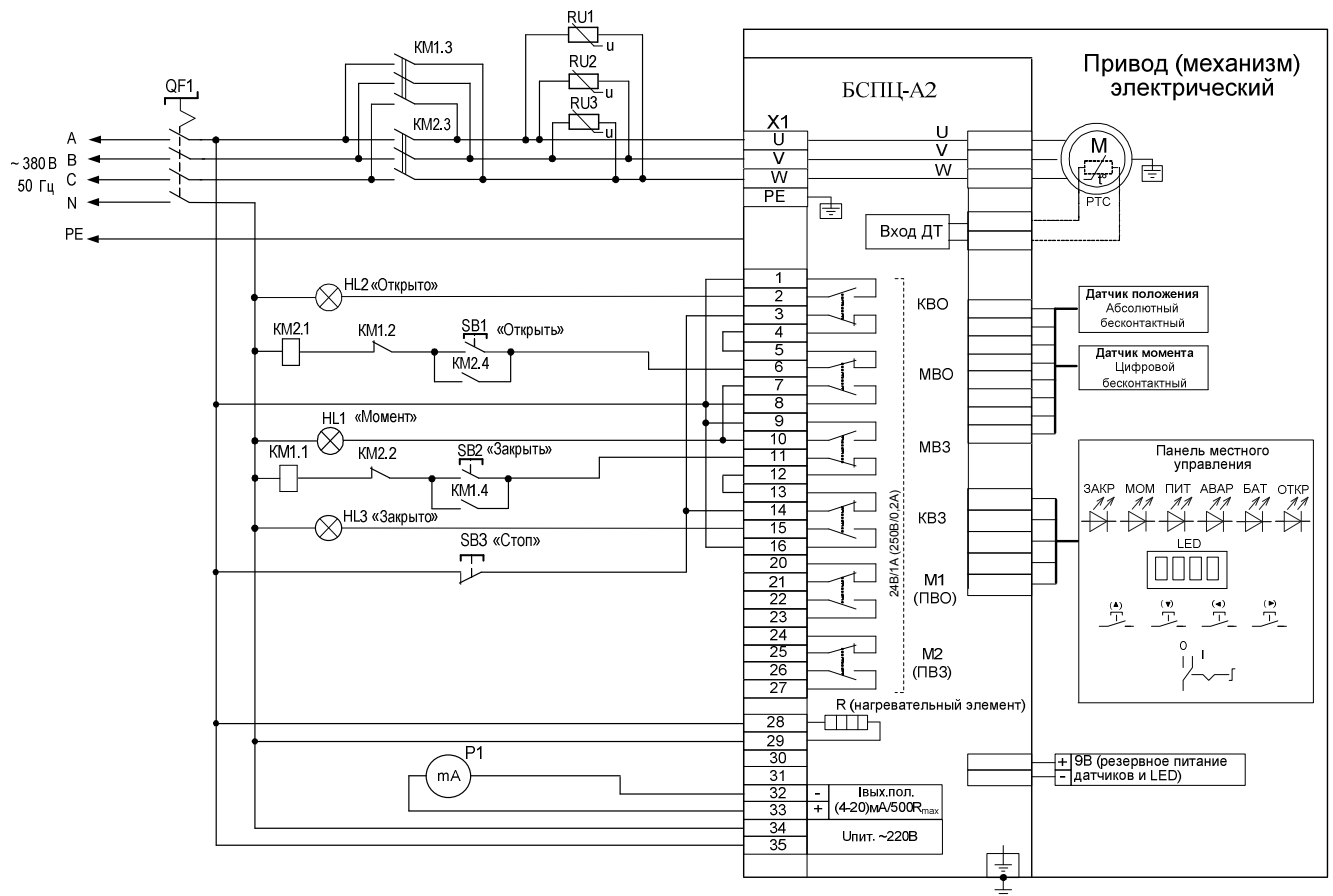 RU1
u
RU2
u
RU3
u
КМ1.3
КМ2.3
QF1
A
B
C
N
PE
~ 380 В
50 Гц
БСПЦ-А2
Привод (механизм)
электрический
X1
U
V
W
PE
U
V
W
М
t°
РТС
Вход ДТ
HL2 «Открыто»
КМ2.1
КМ1.2
SB1 «Открыть»
КМ2.4
HL1 «Момент»
КМ1.1
КМ2.2
SB2 «Закрыть»
КМ1.4
HL3 «Закрыто»
SB3 «Стоп»
1
2
3
4
5
6
7
8
9
10
11
12
13
14
15
16
20
21
22
23
24
25
26
27
28
29
30
31
32
33
34
35
КВО
МВО
МВЗ
КВЗ
М1
(ПВО)
М2
(ПВЗ)
24В/1А (250В/0,2А)
R (нагревательный элемент)
P1
mA
-
+
Iвых.пол.
(4-20)мА/500Rmax
Uпит. ~220В
Датчик положения
Абсолютный
бесконтактный
Датчик момента
Цифровой
бесконтактный
Панель местного
управления
ЗАКР МОМ ПИТ АВАР БАТ ОТКР
LED
(▲) (▼) (◄) (►)
O
I
+
-
9В (резервное питание
датчиков и LED)